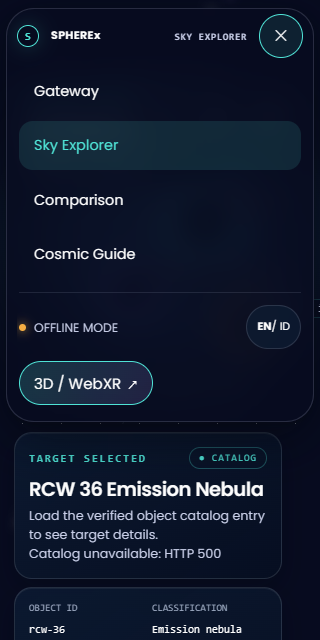 S SPHEREx SKY EXPLORER
Gateway
Sky Explorer
Comparison
Cosmic Guide
OFFLINE MODE EN/ ID
3D / WebXR ↗
TARGET SELECTED CATALOG
RCW 36 Emission Nebula
Load the verified object catalog entry
to see target details.
Catalog unavailable: HTTP 500
OBJECT ID CLASSIFICATION
rcw-36 Emission nebula